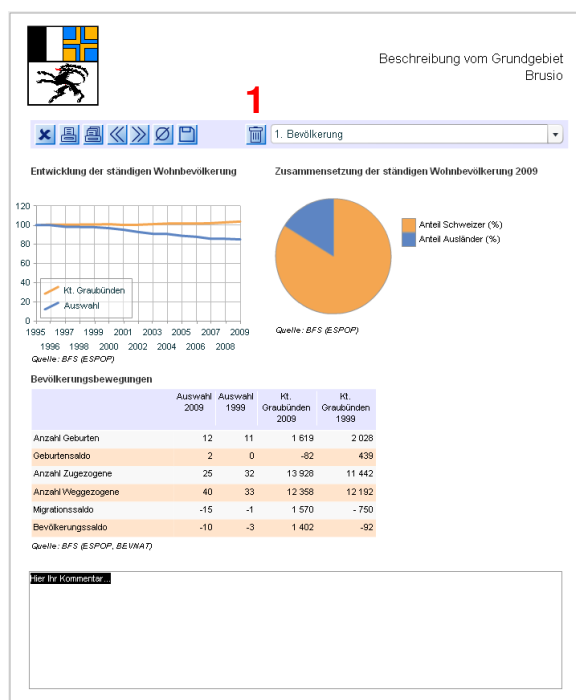 Beschreibung vom Grundgebiet
Brusio
1
1. Bevölkerung
Entwicklung der ständigen Wohnbevölkerung
120
100
80
60
40
20
0
Kt. Graubünden
Auswahl
1995 1997 1999 2001 2003 2005 2007 2009
1996 1998 2000 2002 2004 2006 2008
Quelle: BFS (ESPOP)
Zusammensetzung der ständigen Wohnbevölkerung 2009
Anteil Schweizer (%)
Anteil Ausländer (%)
Quelle: BFS (ESPOP)
Bevölkerungsbewegungen
Auswahl Auswahl Kt. Kt.
2009 1999 Graubünden Graubünden
2009 1999
Anzahl Geburten 12 11 1 619 2 028
Geburtensaldo 2 0 -82 439
Anzahl Zugezogene 25 32 13 928 11 442
Anzahl Weggezogene 40 33 12 358 12 192
Migrationssaldo -15 -1 1 570 - 750
Bevölkerungssaldo -10 -3 1 402 -92
Quelle: BFS (ESPOP, BEVNAT)
Hier Ihr Kommentar...